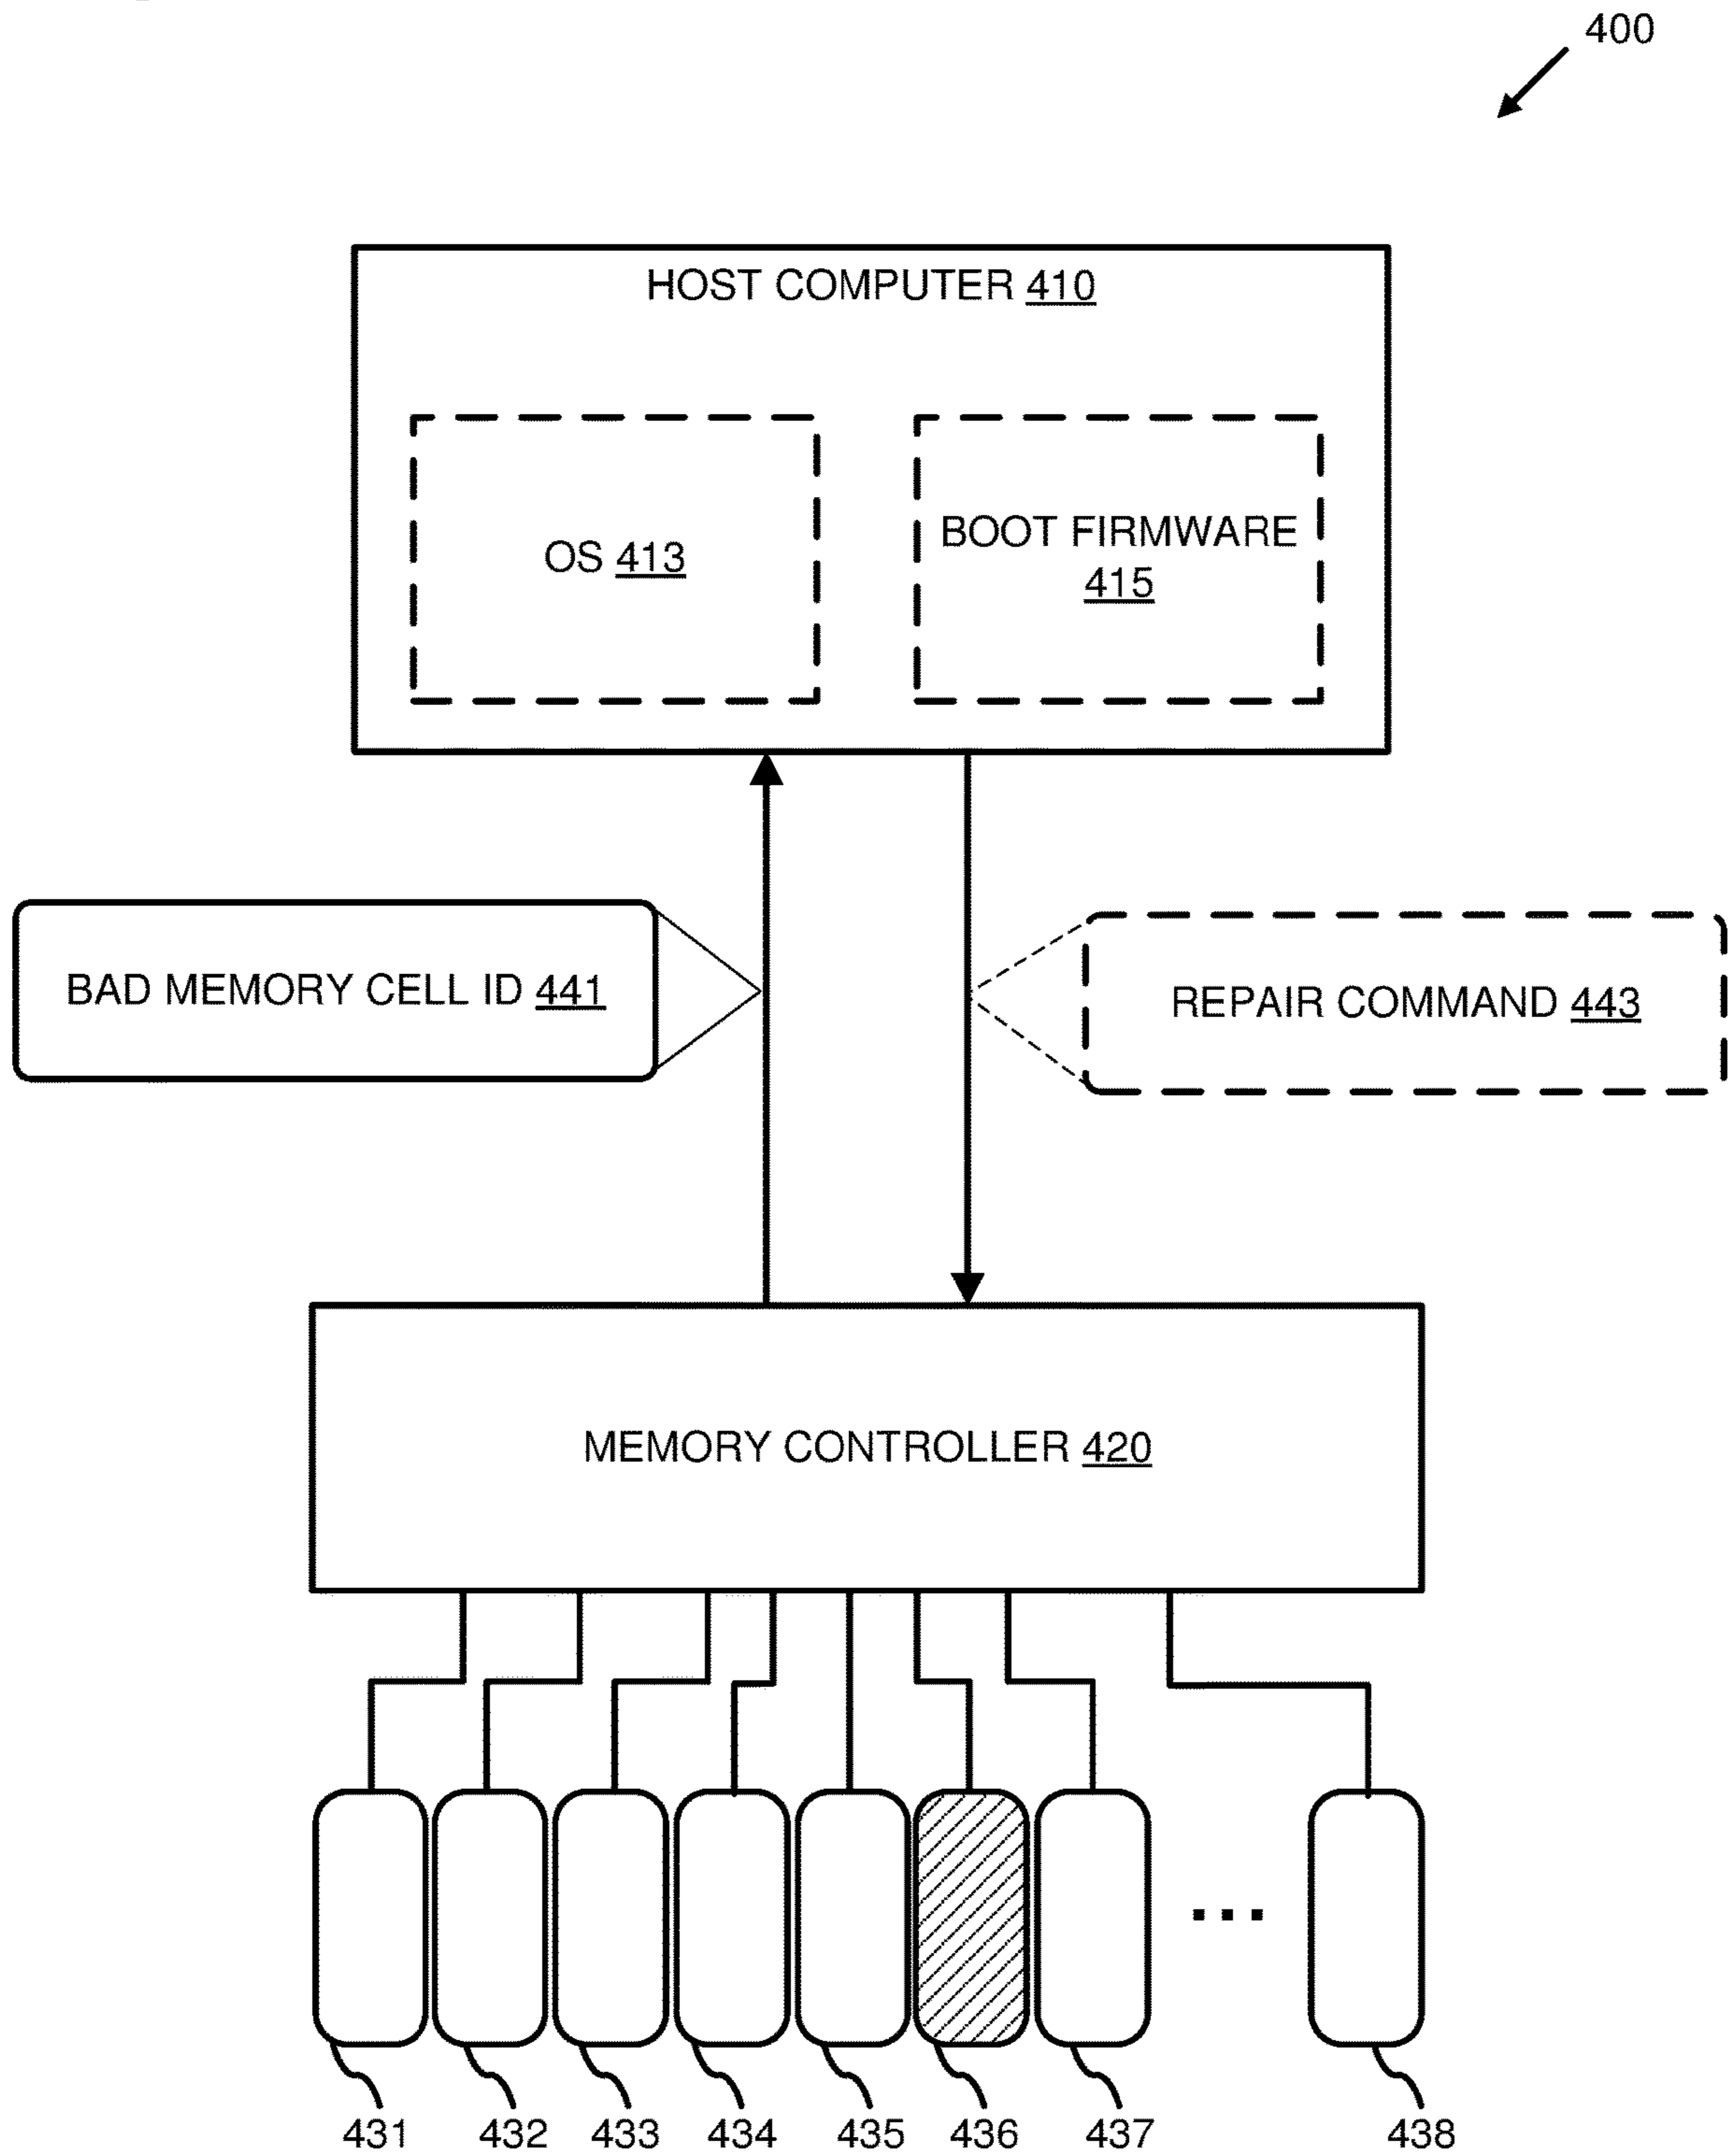 400
HOST COMPUTER 410
OS 413
BOOT FIRMWARE
415
BAD MEMORY CELL ID 441
REPAIR COMMAND 443
MEMORY CONTROLLER 420
...
431 432 433 434 435 436 437 438